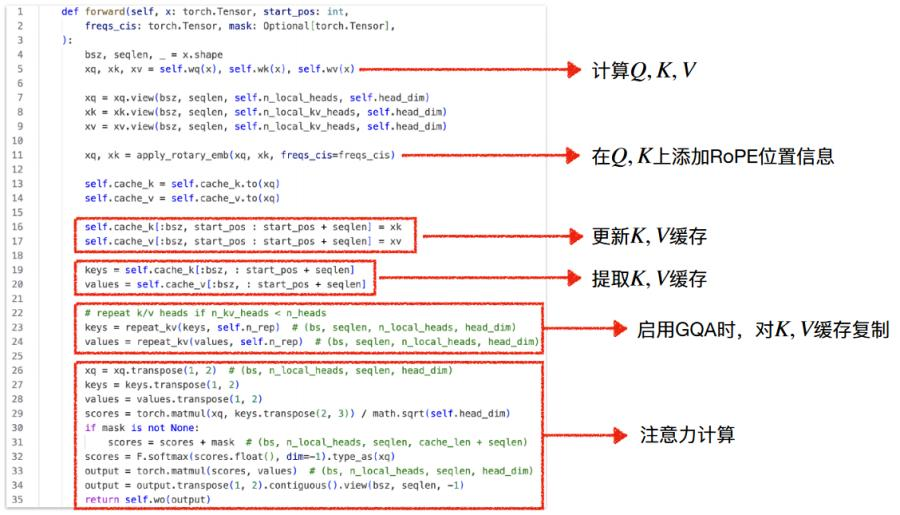 1 def forward(self, x: torch.Tensor, start_pos: int,
2 freqs_cis: torch.Tensor, mask: Optional[torch.Tensor],
3 ):
4 bsz, seqlen, _ = x.shape
5 xq, xk, xv = self.wq(x), self.wk(x), self.wv(x) 计算Q, K, V
6
7 xq = xq.view(bsz, seqlen, self.n_local_heads, self.head_dim)
8 xk = xk.view(bsz, seqlen, self.n_local_kv_heads, self.head_dim)
9 xv = xv.view(bsz, seqlen, self.n_local_kv_heads, self.head_dim)
10
11 xq, xk = apply_rotary_emb(xq, xk, freqs_cis=freqs_cis) 在Q, K上添加RoPE位置信息
12
13 self.cache_k = self.cache_k.to(xq)
14 self.cache_v = self.cache_v.to(xq)
15
16 self.cache_k[:bsz, start_pos : start_pos + seqlen] = xk
17 self.cache_v[:bsz, start_pos : start_pos + seqlen] = xv 更新K, V缓存
18
19 keys = self.cache_k[:bsz, : start_pos + seqlen]
20 values = self.cache_v[:bsz, : start_pos + seqlen] 提取K, V缓存
21
22 # repeat k/v heads if n_kv_heads < n_heads
23 keys = repeat_kv(keys, self.n_rep) # (bs, seqlen, n_local_heads, head_dim) 启用GQA时，对K, V缓存复制
24 values = repeat_kv(values, self.n_rep) # (bs, seqlen, n_local_heads, head_dim)
25
26 xq = xq.transpose(1, 2) # (bs, n_local_heads, seqlen, head_dim)
27 keys = keys.transpose(1, 2)
28 values = values.transpose(1, 2)
29 scores = torch.matmul(xq, keys.transpose(2, 3)) / math.sqrt(self.head_dim)
30 if mask is not None:
31 scores = scores + mask # (bs, n_local_heads, seqlen, cache_len + seqlen) 注意力计算
32 scores = F.softmax(scores.float(), dim=-1).type_as(xq)
33 output = torch.matmul(scores, values) # (bs, n_local_heads, seqlen, head_dim)
34 output = output.transpose(1, 2).contiguous().view(bsz, seqlen, -1)
35 return self.wo(output)